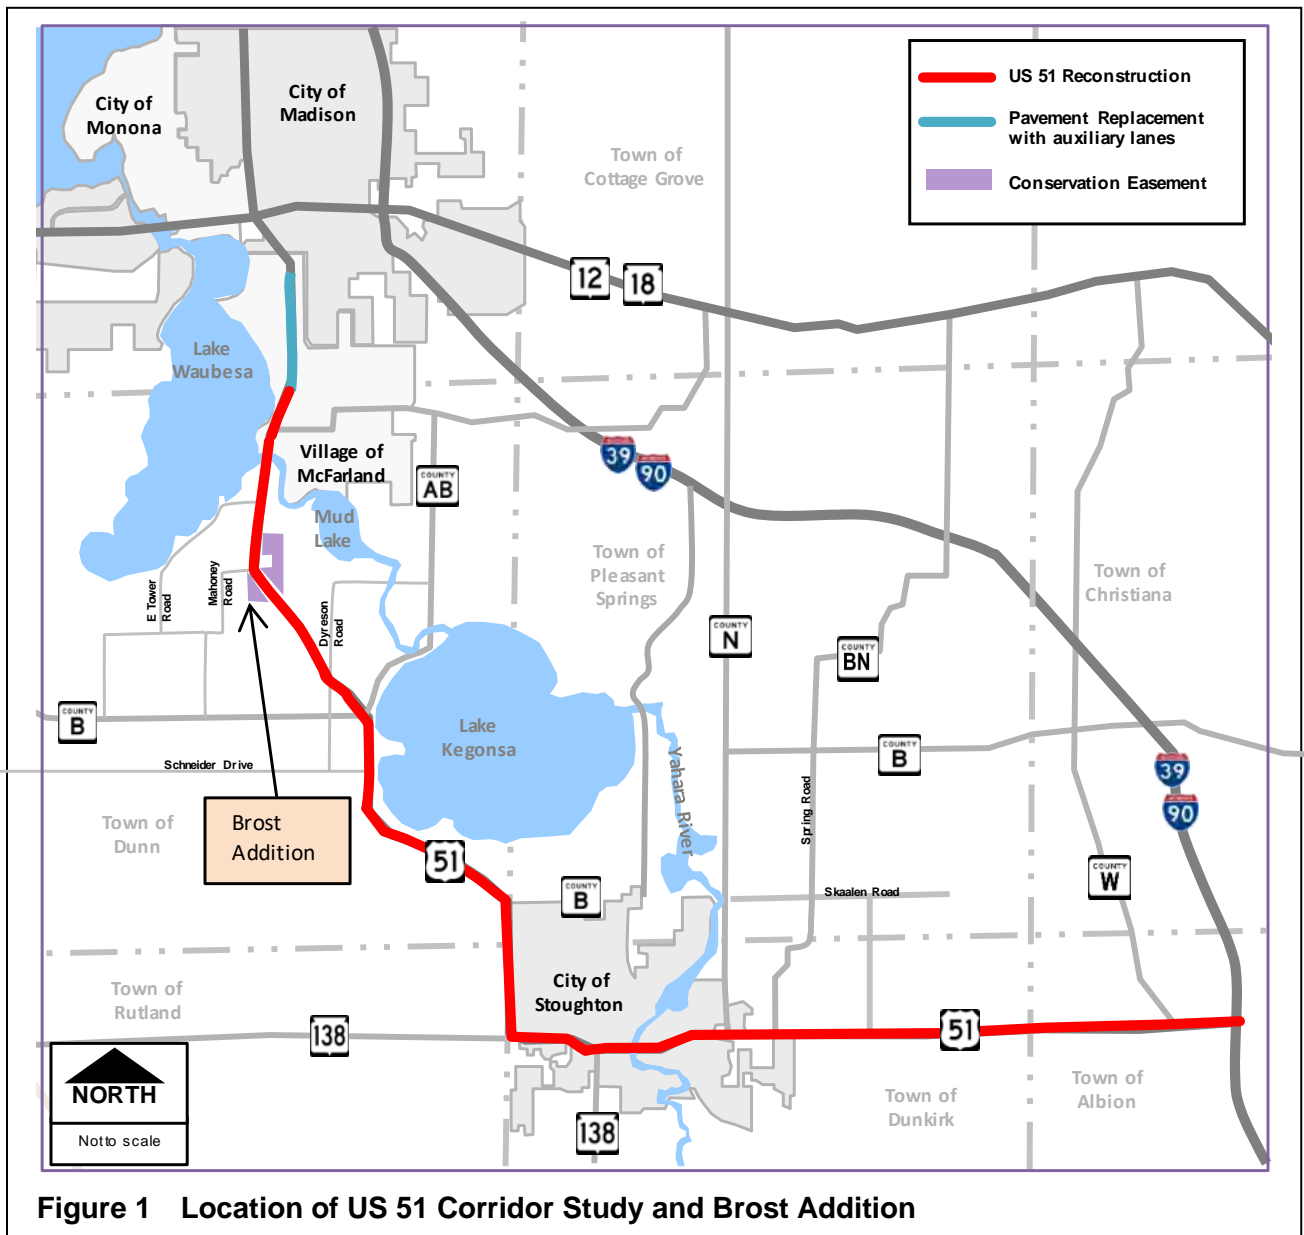 City of
Monona
City of
Madison
Town of
Cottage Grove
US 51 Reconstruction
Pavement Replacement
with auxiliary lanes
Conservation Easement
12
18
Lake
Waubesa
Village of
McFarland
39
90
COUNTY
AB
Mud
Lake
Town of
Pleasant
Springs
Town of
Christiana
E Tower
Road
Mahoney
Road
Dyreson
Road
COUNTY
N
COUNTY
BN
COUNTY
B
Lake
Kegonsa
Yahara River
COUNTY
B
39
90
Schneider Drive
Spring Road
Town of
Dunn
Brost
Addition
51
COUNTY
B
Skaalen Road
COUNTY
W
City of
Stoughton
Town of
Rutland
138
51
NORTH
Not to scale
138
Town of
Dunkirk
Town of
Albion
Figure 1 Location of US 51 Corridor Study and Brost Addition